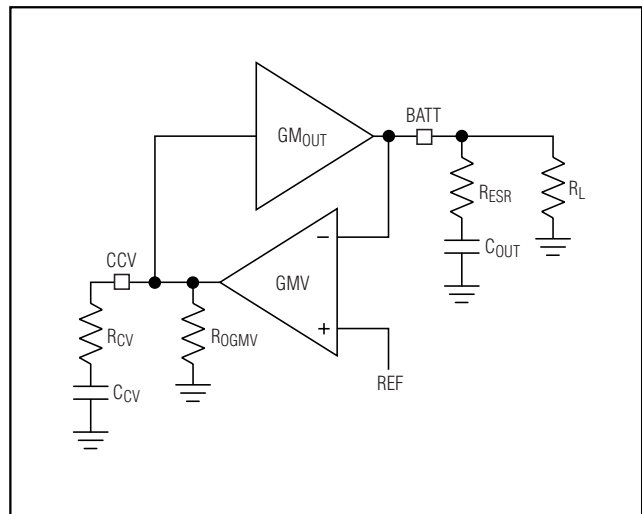 GMOUT
BATT
RESR
RL
COUT
−
GMV
+
CCV
RCV
ROGMV
CCV
REF